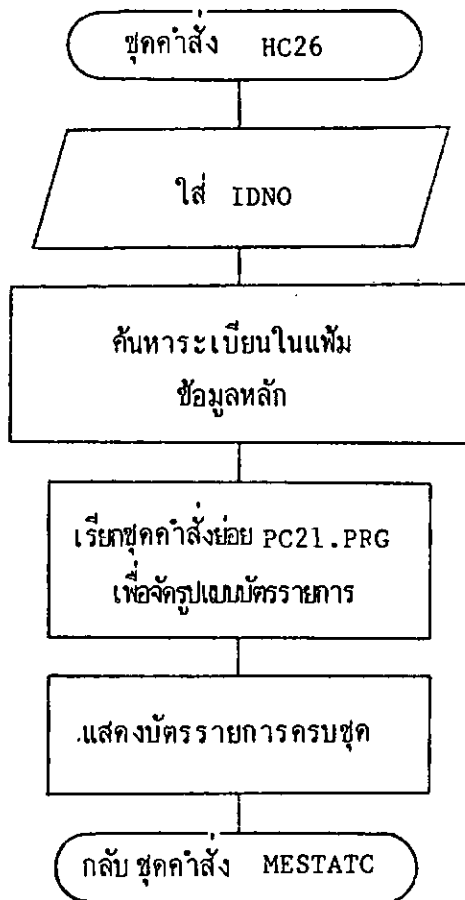 ชุดคำสั่ง HC26
ใส่ IDNO
ค้นหาระเบียนในแฟ้ม
ข้อมูลหลัก
เรียกชุดคำสั่งย่อย PC21.PRG
เพื่อจัดรูปแบบบัตรรายการ
แสดงบัตรรายการครบชุด
กลับ ชุดคำสั่ง MESTATC